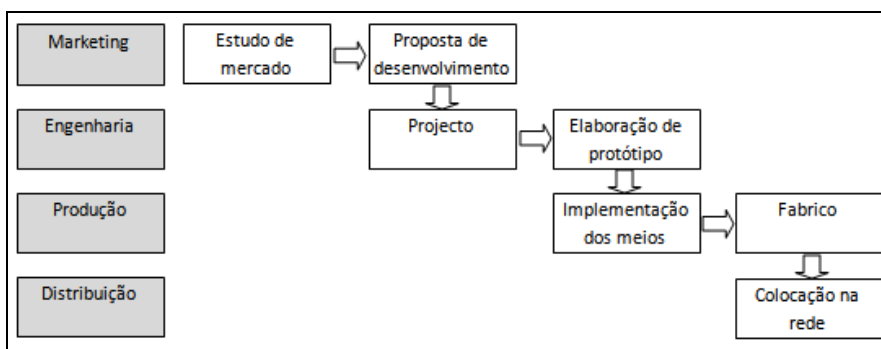 Marketing
Estudo de
mercado
Proposta de
desenvolvimento
Engenharia
Projecto
Elaboração de
protótipo
Produção
Implementação
dos meios
Fabrico
Distribuição
Colocação na
rede